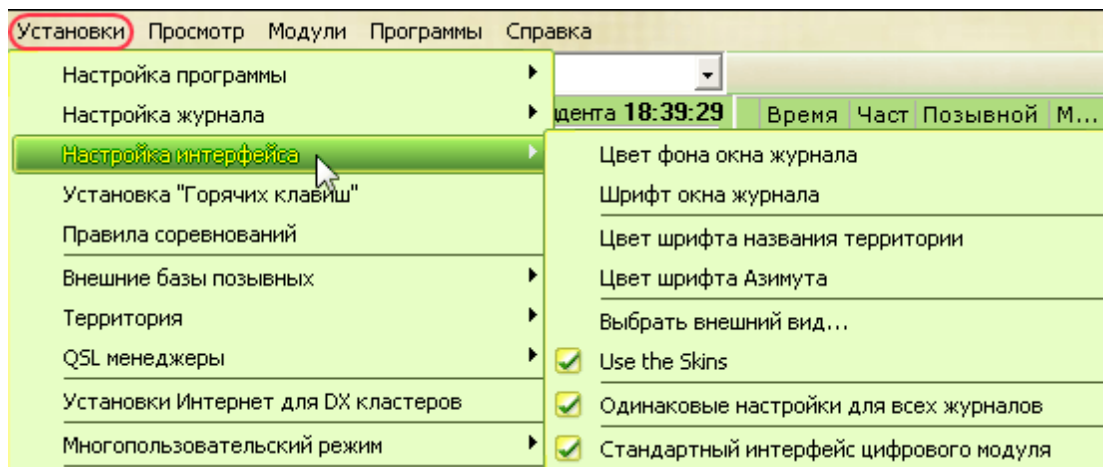 Установки Просмотр Модули Программы Справка
Настройка программы
Настройка журнала
дента 18:39:29 Время Част Позывной М...
Настройка интерфейса
Установка "Горячих клавиш"
Правила соревнований
Внешние базы позывных
Территория
QSL менеджеры
Установки Интернет для DX кластеров
Многопользовательский режим
Цвет фона окна журнала
Шрифт окна журнала
Цвет шрифта названия территории
Цвет шрифта Азимута
Выбрать внешний вид...
Use the Skins
Одинаковые настройки для всех журналов
Стандартный интерфейс цифрового модуля